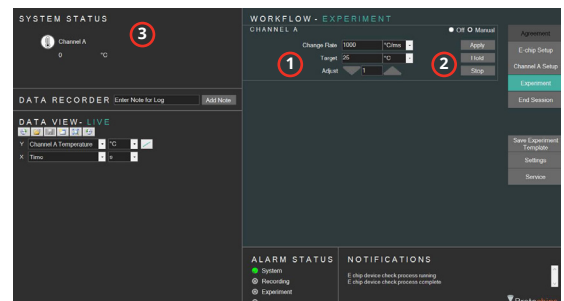 SYSTEM STATUS
3
Channel A
0 °C
DATA RECORDER Enter Note for Log Add Note
DATA VIEW- LIVE
Y Channel A Temperature °C
X Time s
WORKFLOW - EXPERIMENT
CHANNEL A Off Manual
Change Rate 1000 °C/ms Apply
1
2
Target 25 °C Hold
Adjust 1 Stop
Agreement
E-chip Setup
Channel A Setup
Experiment
End Session
Save Experiment
Template
Settings
Service
ALARM STATUS
System
Recording
Experiment
NOTIFICATIONS
E chip device check process running
E chip device check process complete